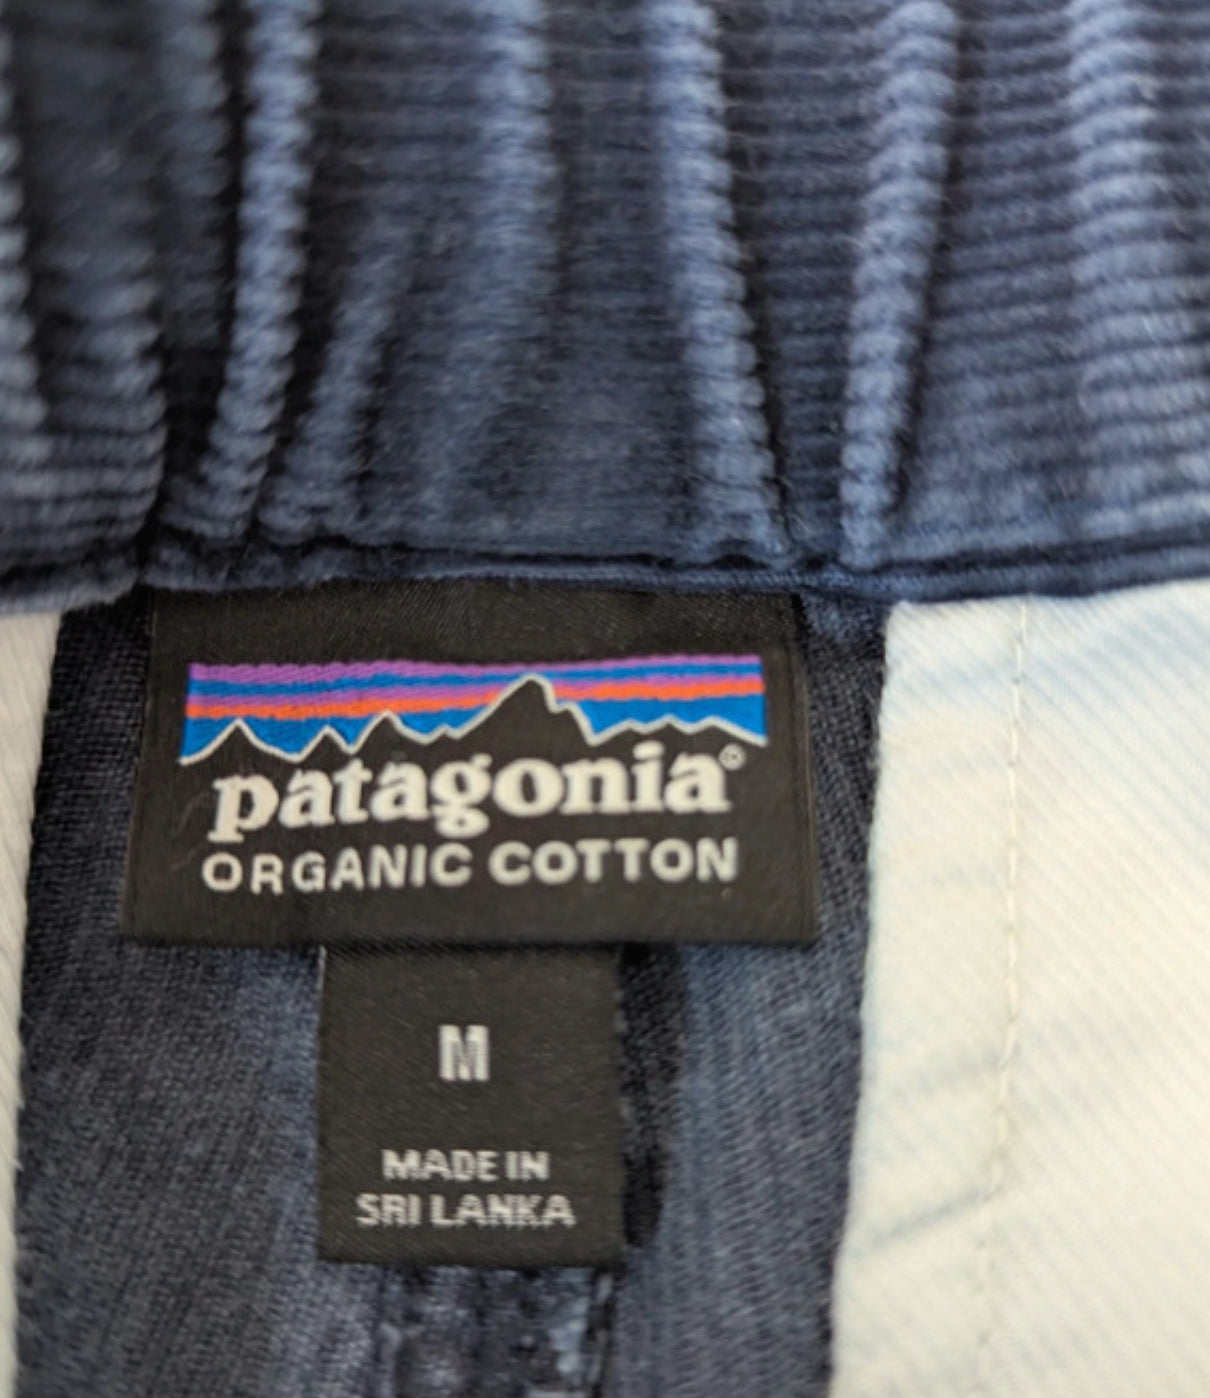 patagonia®
ORGANIC COTTON
M
MADE IN
SRI LANKA